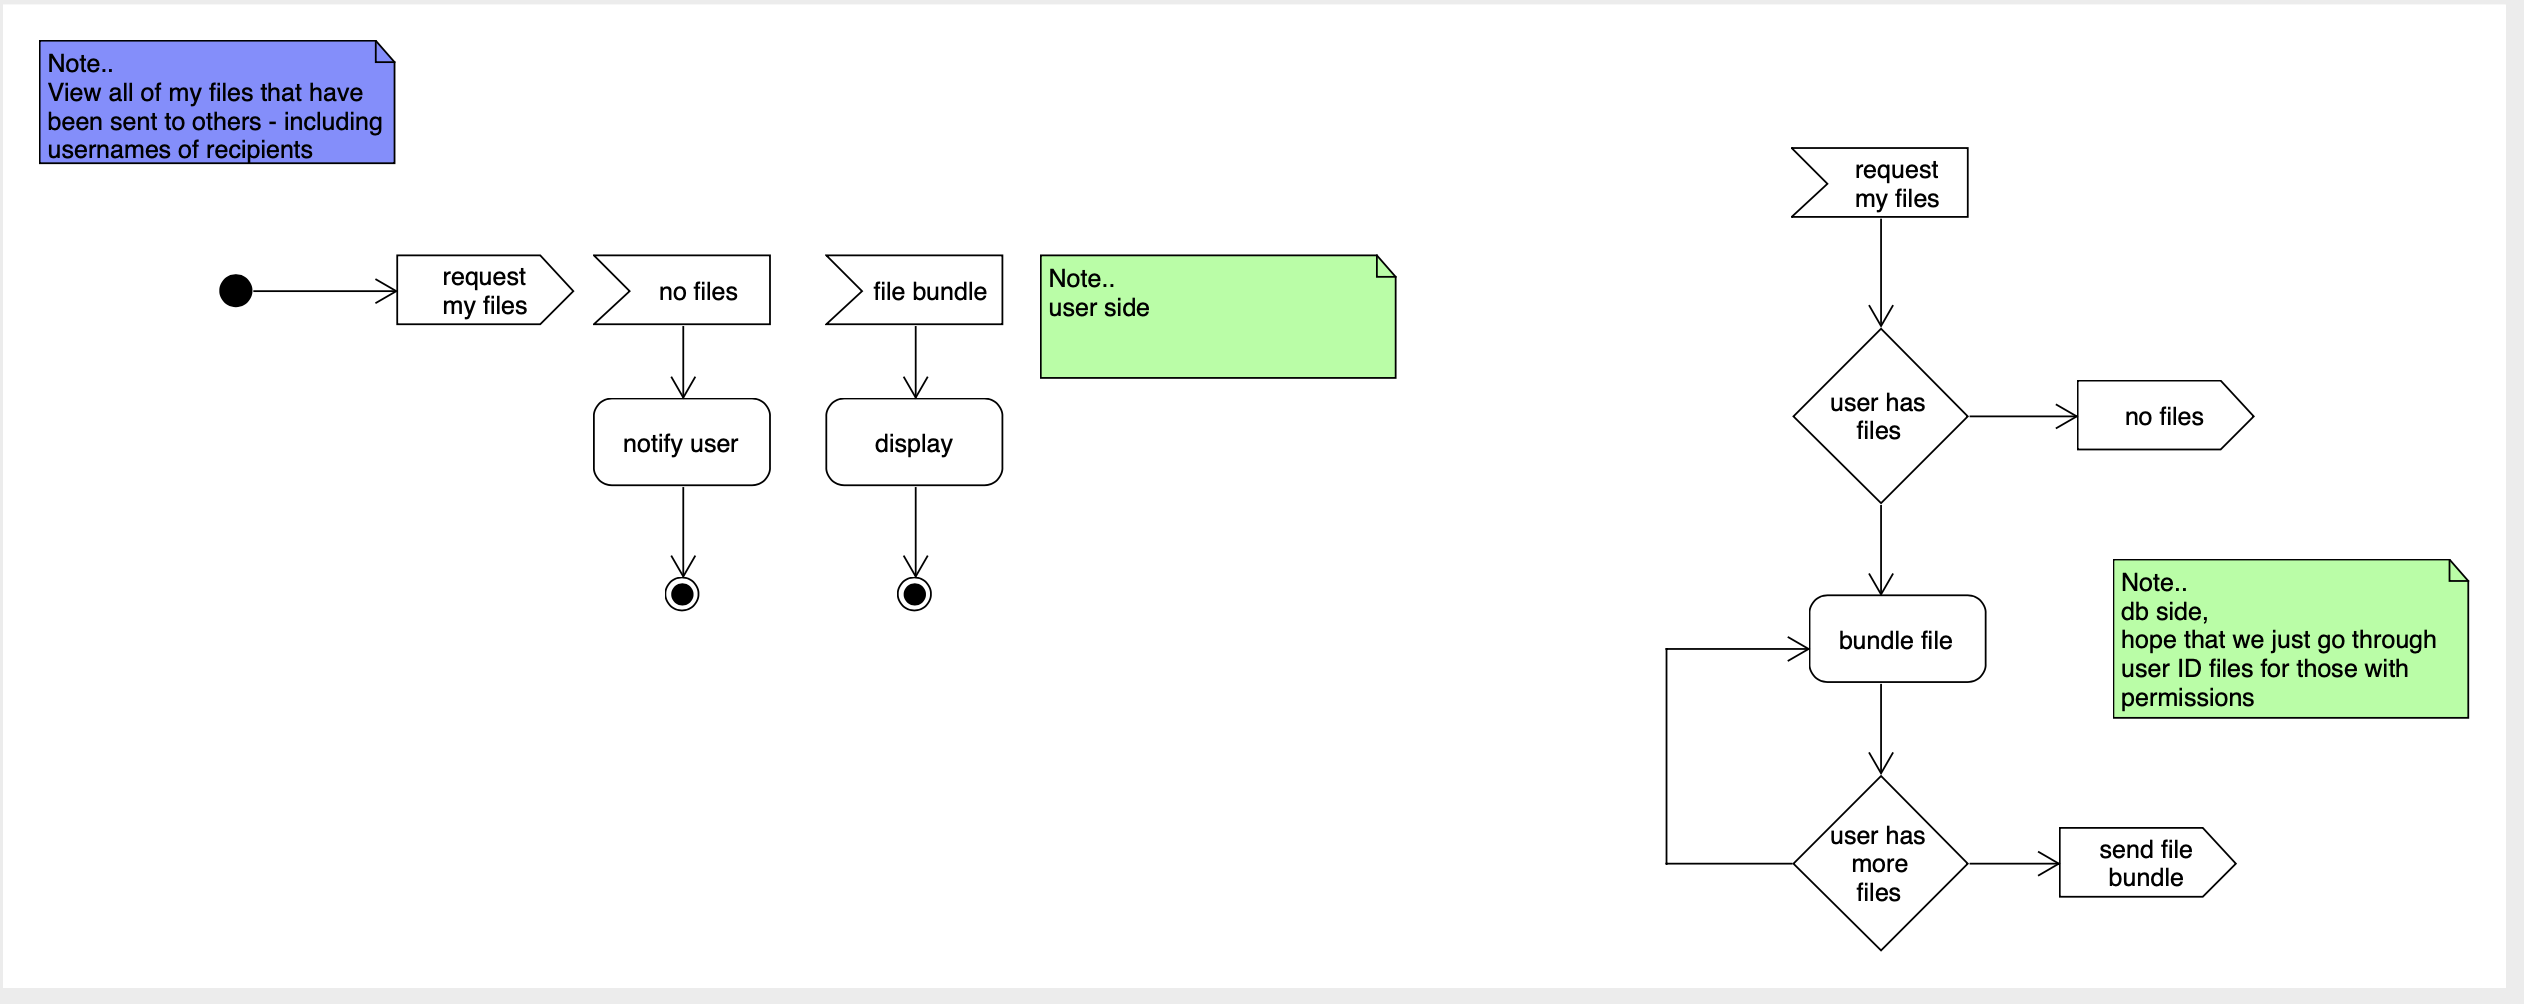 Note..
View all of my files that have
been sent to others - including
usernames of recipients
request
my files
no files
file bundle
Note..
user side
notify user
display
request
my files
user has
files
no files
bundle file
Note..
db side,
hope that we just go through
user ID files for those with
permissions
user has
more
files
send file
bundle